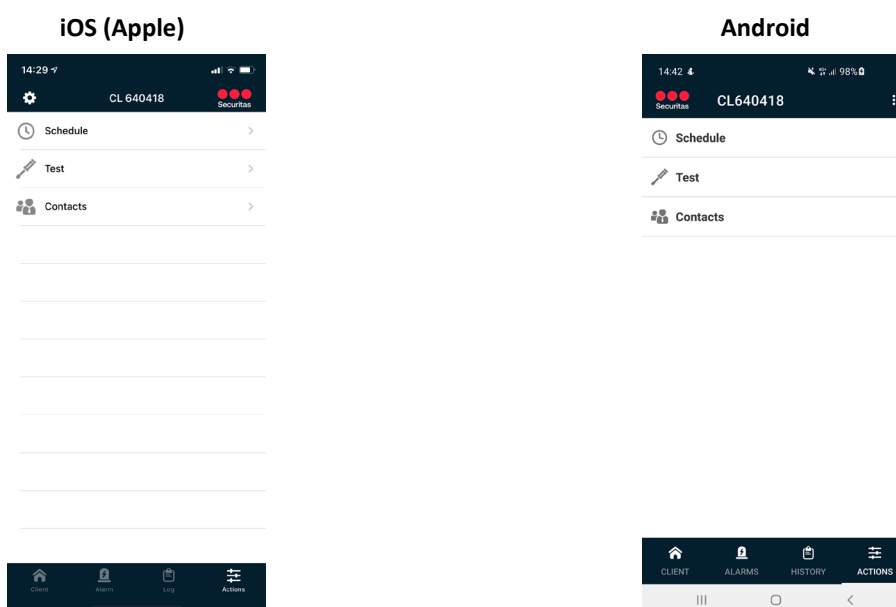 iOS (Apple)
14:29
CL 640418
Securitas
Schedule
Test
Contacts
Client
Alarm
Log
Actions
Android
14:42
98%
Securitas
CL640418
Schedule
Test
Contacts
CLIENT
ALARMS
HISTORY
ACTIONS